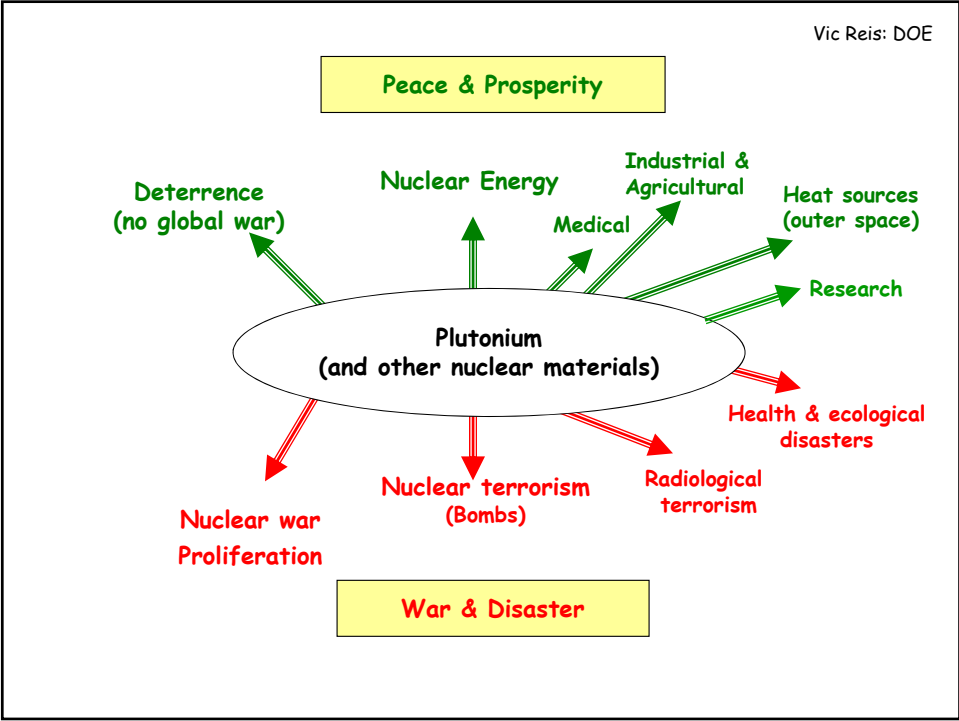 Vic Reis: DOE
Peace & Prosperity
Deterrence
(no global war)
Nuclear Energy
Medical
Industrial &
Agricultural
Heat sources
(outer space)
Research
Plutonium
(and other nuclear materials)
Nuclear war
Proliferation
Nuclear terrorism
(Bombs)
Radiological
terrorism
Health & ecological
disasters
War & Disaster